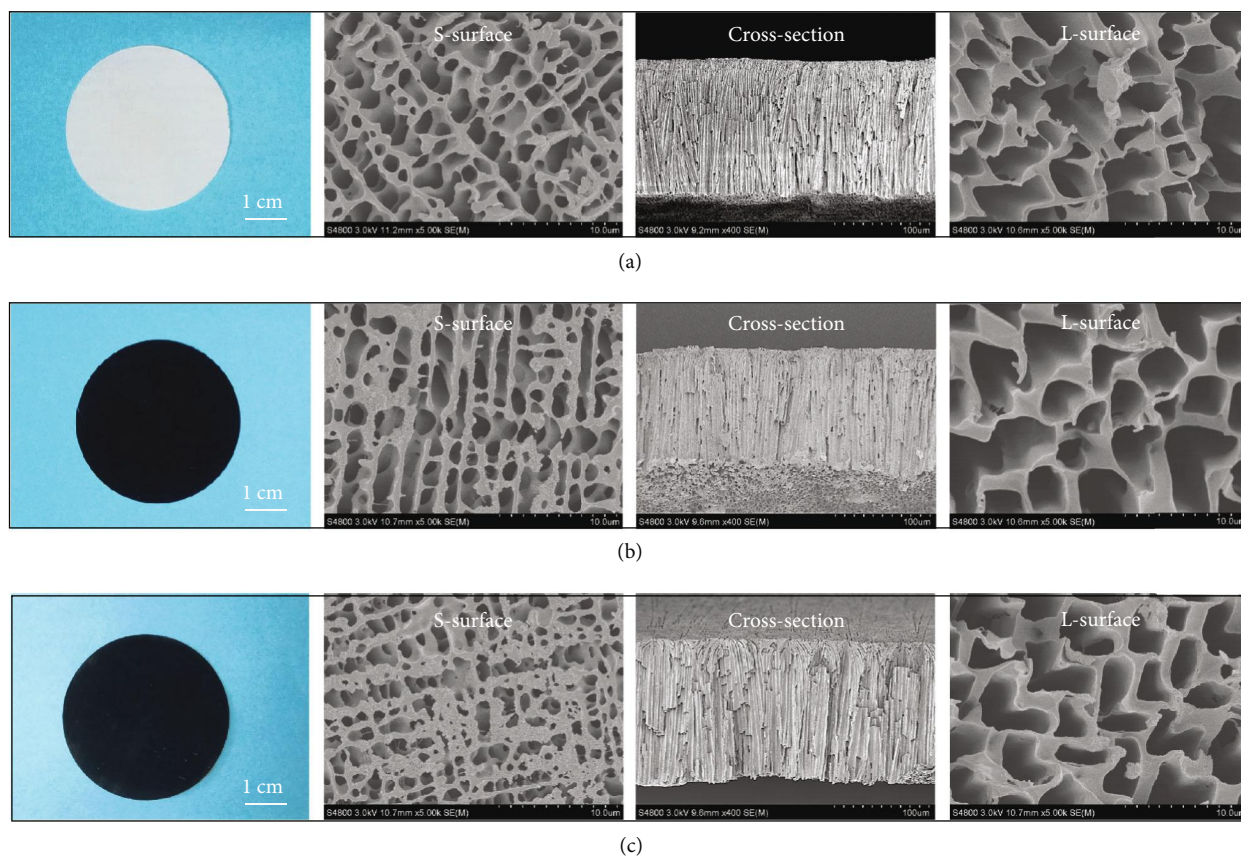 S-surface
Cross-section
L-surface
1 cm
S4800 3.0kV 11.2mm x5.00k SE(M) 10.0um
S4800 3.0kV 9.2mm x400 SE(M) 100um
S4800 3.0kV 10.6mm x5.00k SE(M) 10.0um
(a)
S-surface
Cross-section
L-surface
1 cm
S4800 3.0kV 10.7mm x5.00k SE(M) 10.0um
S4800 3.0kV 9.6mm x400 SE(M) 100um
S4800 3.0kV 10.6mm x5.00k SE(M) 10.0um
(b)
S-surface
Cross-section
L-surface
1 cm
S4800 3.0kV 10.7mm x5.00k SE(M) 10.0um
S4800 3.0kV 9.6mm x400 SE(M) 100um
S4800 3.0kV 10.7mm x5.00k SE(M) 10.0um
(c)